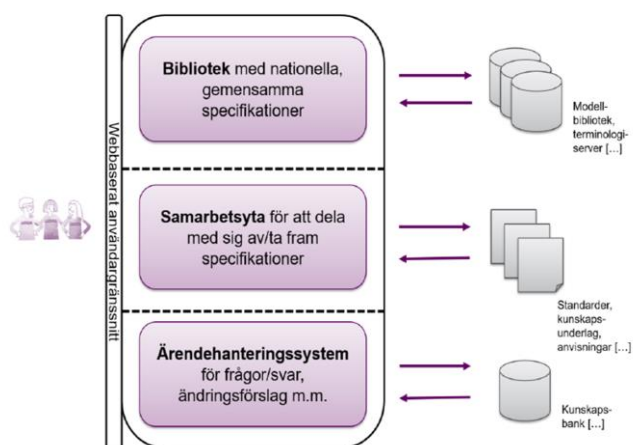 Webbaserat användargränssnitt
Bibliotek med nationella,
gemensamma
specifikationer
Modell-
bibliotek,
terminologi-
server [...]
Samarbetsyta för att dela
med sig av/ta fram
specifikationer
Standarder,
kunskaps-
underlag,
anvisningar [...]
Ärendehanteringssystem
för frågor/svar,
ändringsförslag m.m.
Kunskaps-
bank [...]